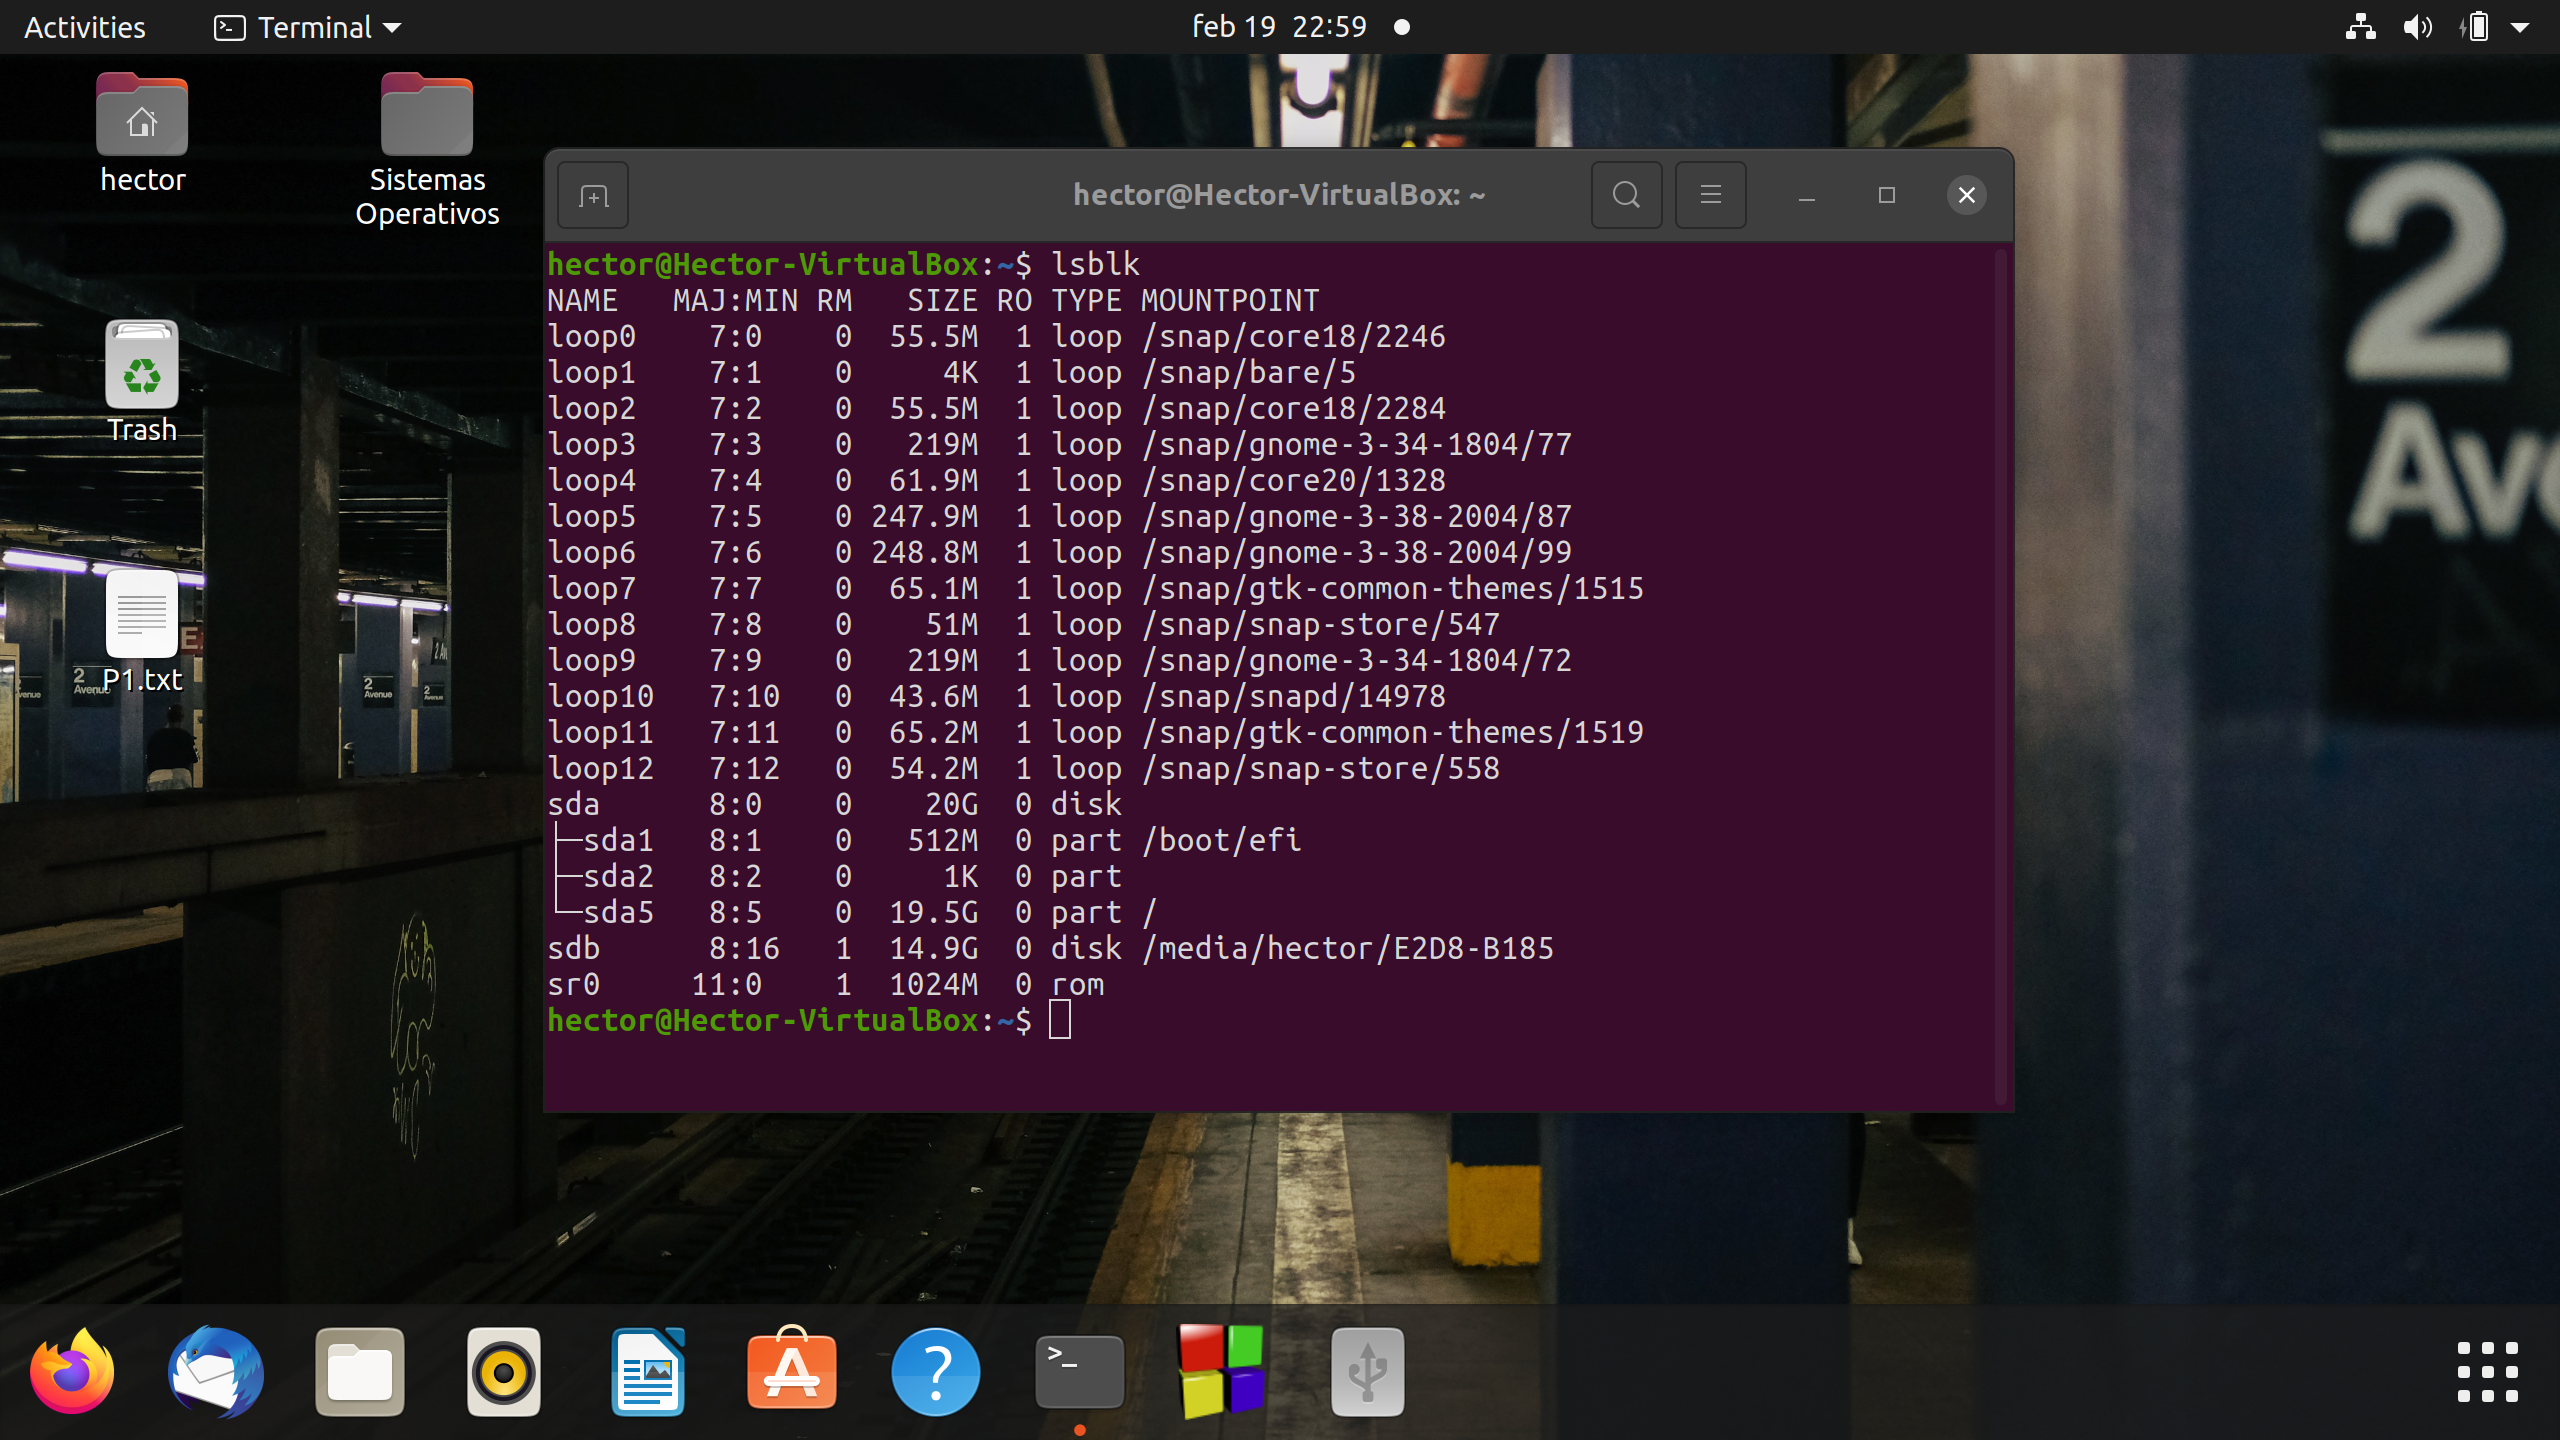 Activities
Terminal
feb 19 22:59
hector
Sistemas
Operativos
Trash
P1.txt
hector@Hector-VirtualBox: ~
hector@Hector-VirtualBox:~$ lsblk
NAME MAJ:MIN RM SIZE RO TYPE MOUNTPOINT
loop0 7:0 0 55.5M 1 loop /snap/core18/2246
loop1 7:1 0 4K 1 loop /snap/bare/5
loop2 7:2 0 55.5M 1 loop /snap/core18/2284
loop3 7:3 0 219M 1 loop /snap/gnome-3-34-1804/77
loop4 7:4 0 61.9M 1 loop /snap/core20/1328
loop5 7:5 0 247.9M 1 loop /snap/gnome-3-38-2004/87
loop6 7:6 0 248.8M 1 loop /snap/gnome-3-38-2004/99
loop7 7:7 0 65.1M 1 loop /snap/gtk-common-themes/1515
loop8 7:8 0 51M 1 loop /snap/snap-store/547
loop9 7:9 0 219M 1 loop /snap/gnome-3-34-1804/72
loop10 7:10 0 43.6M 1 loop /snap/snapd/14978
loop11 7:11 0 65.2M 1 loop /snap/gtk-common-themes/1519
loop12 7:12 0 54.2M 1 loop /snap/snap-store/558
sda 8:0 0 20G 0 disk
├─sda1 8:1 0 512M 0 part /boot/efi
├─sda2 8:2 0 1K 0 part
└─sda5 8:5 0 19.5G 0 part /
sdb 8:16 1 14.9G 0 disk /media/hector/E2D8-B185
sr0 11:0 1 1024M 0 rom
hector@Hector-VirtualBox:~$
2
Ave
2
Avenue
2
Avenue
2
Avenue